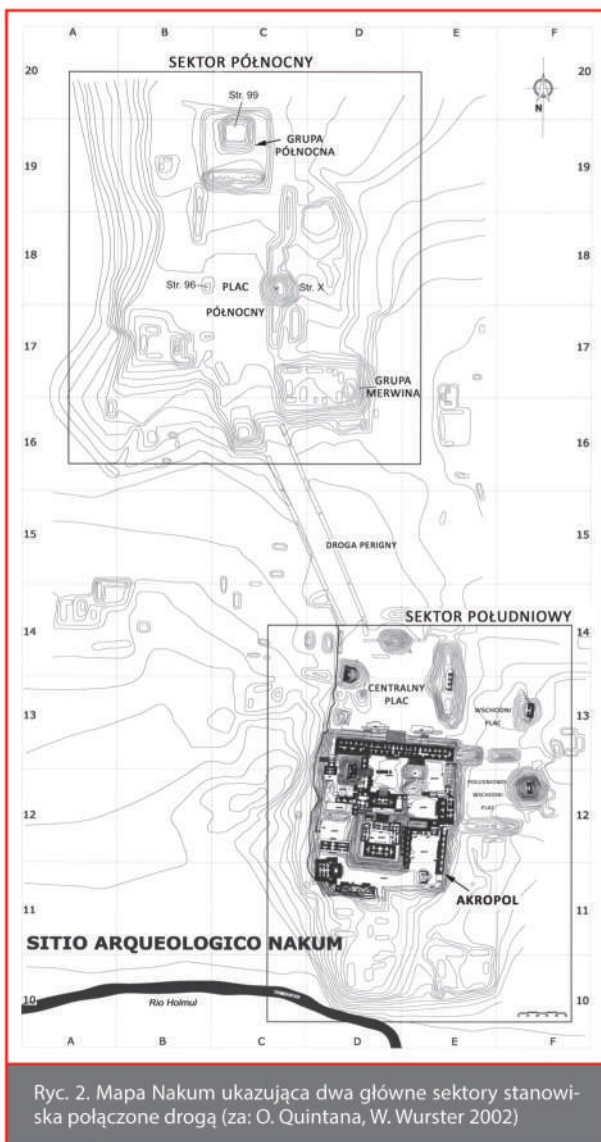 A B C D E F
SEKTOR PÓŁNOCNY
20 20
Str. 99
N
GRUPA
PÓŁNOCNA
19 19
18 18
Str. 96
PLAC
Str. X
PÓŁNOCNY
17 17
GRUPA
MERWINA
16 16
15 15
DROGA PERIGNY
SEKTOR POŁUDNIOWY
14 14
CENTRALNY
PLAC
WSCHODNI
PLAC
13 13
POŁUDNIOWO
WSCHODNI
PLAC
12 12
AKROPOL
11 11
SITIO ARQUEOLOGICO NAKUM
10 10
Rio Holmul
A B C D E F
Ryc. 2. Mapa Nakum ukazująca dwa główne sektory stanowi-
ska połączone drogą (za: O. Quintana, W. Wurster 2002)